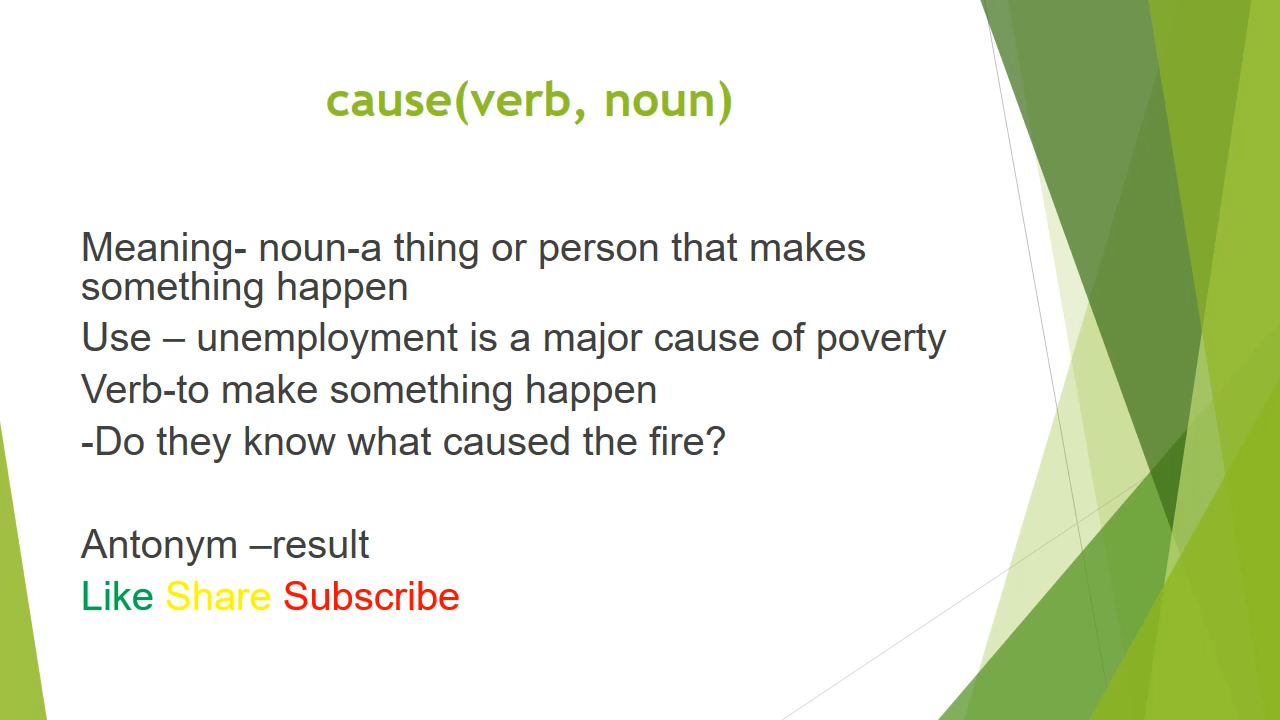 cause(verb, noun)
Meaning- noun-a thing or person that makes
something happen
Use – unemployment is a major cause of poverty
Verb-to make something happen
-Do they know what caused the fire?
Antonym –result
Like Share Subscribe